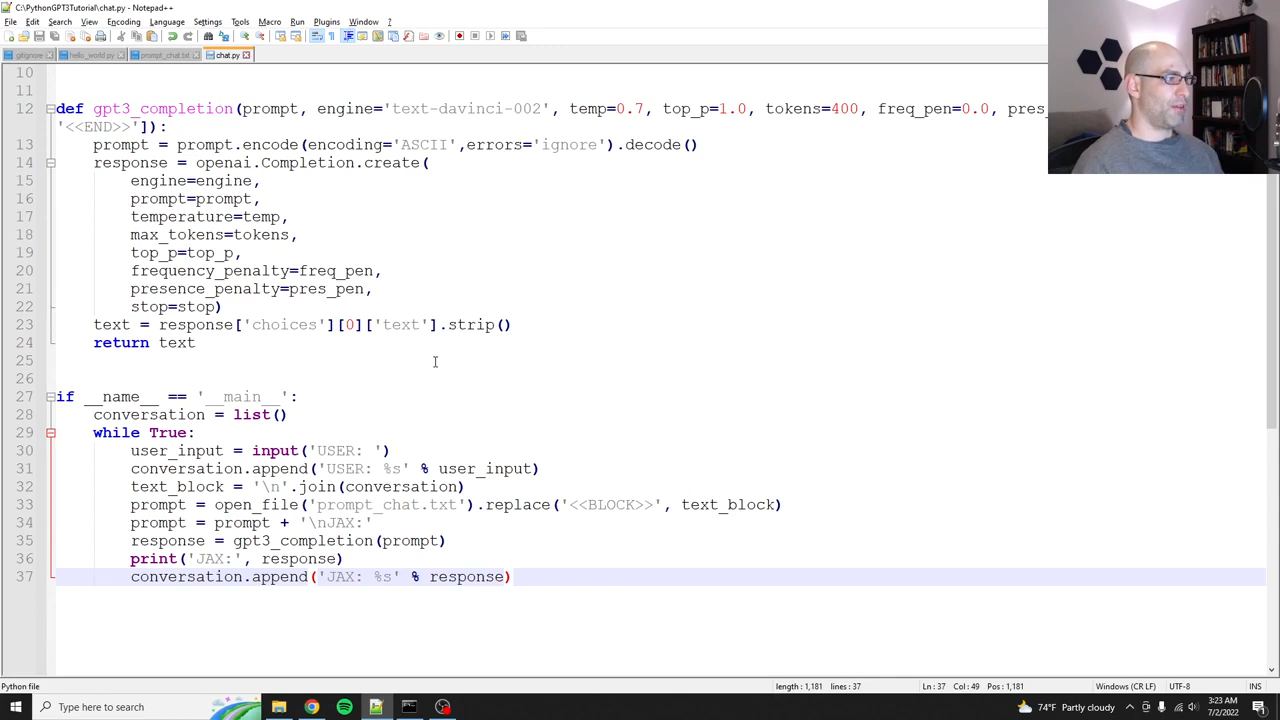 C:\PythonGPT3Tutorial\chat.py - Notepad++
File Edit Search View Encoding Language Settings Tools Macro Run Plugins Window ?
.gitignore hello_world.py prompt_chat.txt chat.py
10
11
12 def gpt3_completion(prompt, engine='text-davinci-002', temp=0.7, top_p=1.0, tokens=400, freq_pen=0.0, pres_
'<<END>>']):
13 prompt = prompt.encode(encoding='ASCII',errors='ignore').decode()
14 response = openai.Completion.create(
15 engine=engine,
16 prompt=prompt,
17 temperature=temp,
18 max_tokens=tokens,
19 top_p=top_p,
20 frequency_penalty=freq_pen,
21 presence_penalty=pres_pen,
22 stop=stop)
23 text = response['choices'][0]['text'].strip()
24 return text
25
26
27 if __name__ == '__main__':
28 conversation = list()
29 while True:
30 user_input = input('USER: ')
31 conversation.append('USER: %s' % user_input)
32 text_block = '\n'.join(conversation)
33 prompt = open_file('prompt_chat.txt').replace('<<BLOCK>>', text_block)
34 prompt = prompt + '\nJAX:'
35 response = gpt3_completion(prompt)
36 print('JAX:', response)
37 conversation.append('JAX: %s' % response)
Python file length : 1,181 lines : 37 Ln : 37 Col : 49 Pos : 1,181 Windows (CR LF) UTF-8 INS
Type here to search 74°F Partly cloudy 3:23 AM
7/2/2022